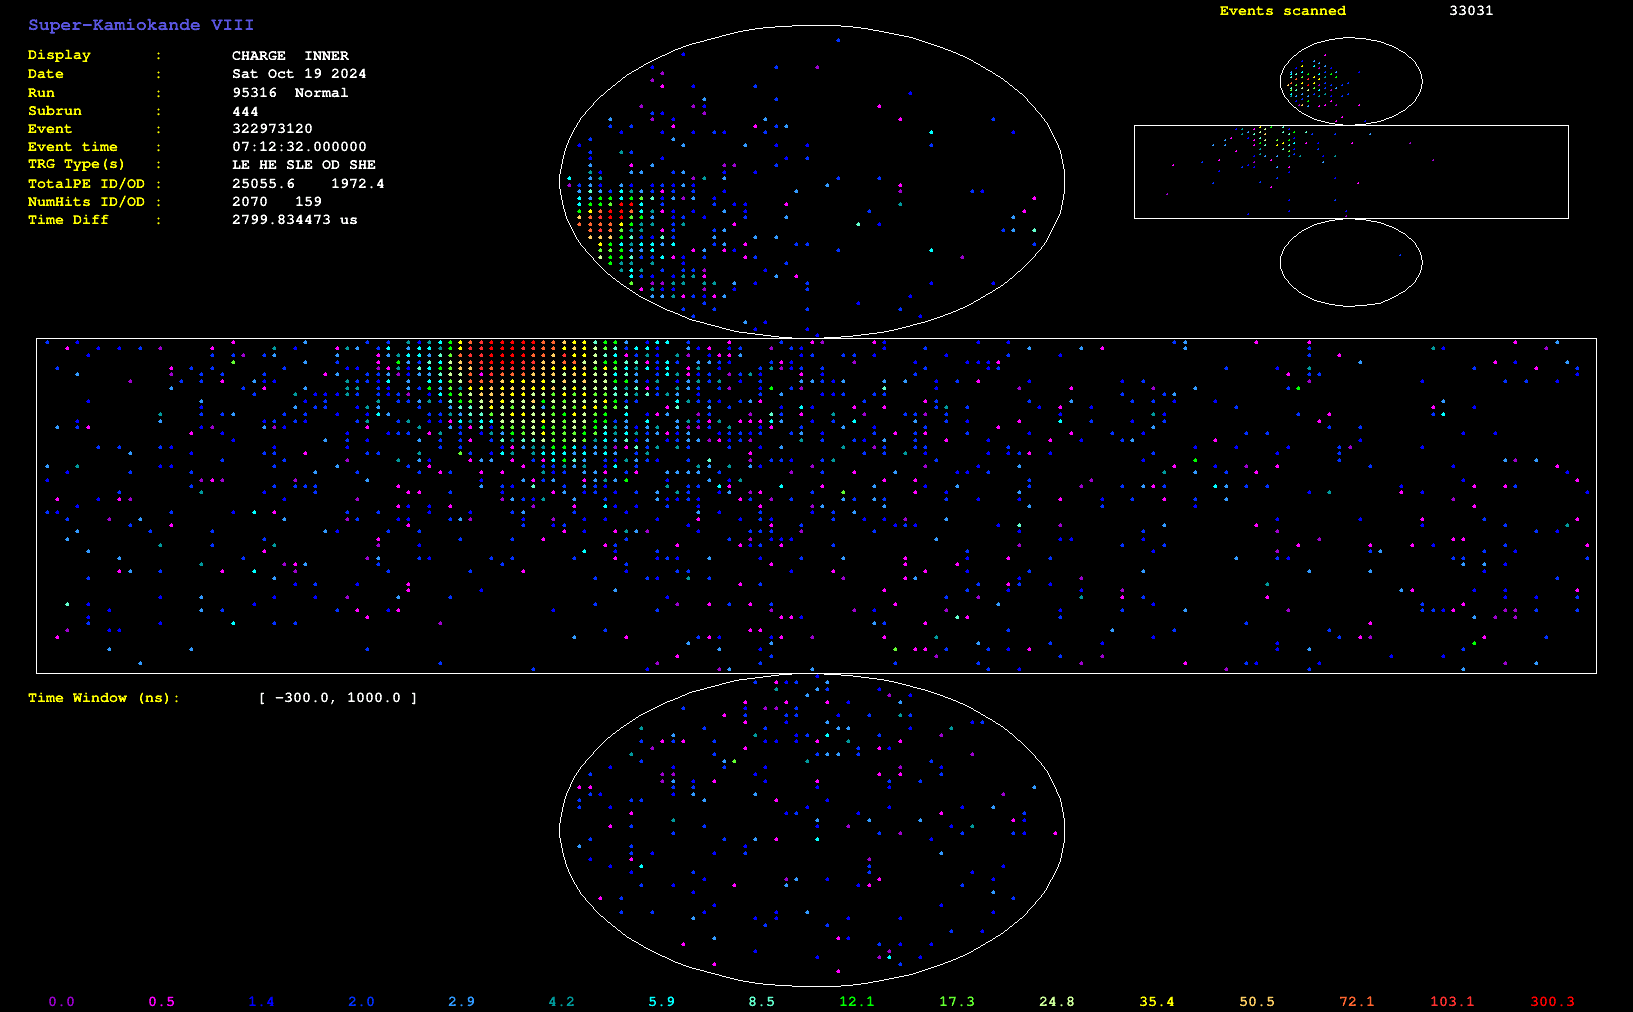 Super-Kamiokande VIII
Events scanned 33031
Display : CHARGE INNER
Date : Sat Oct 19 2024
Run : 95316 Normal
Subrun : 444
Event : 322973120
Event time : 07:12:32.000000
TRG Type(s) : LE HE SLE OD SHE
TotalPE ID/OD : 25055.6 1972.4
NumHits ID/OD : 2070 159
Time Diff : 2799.834473 us
Time Window (ns): [ −300.0, 1000.0 ]
0.0 0.5 1.4 2.0 2.9 4.2 5.9 8.5 12.1 17.3 24.8 35.4 50.5 72.1 103.1 300.3